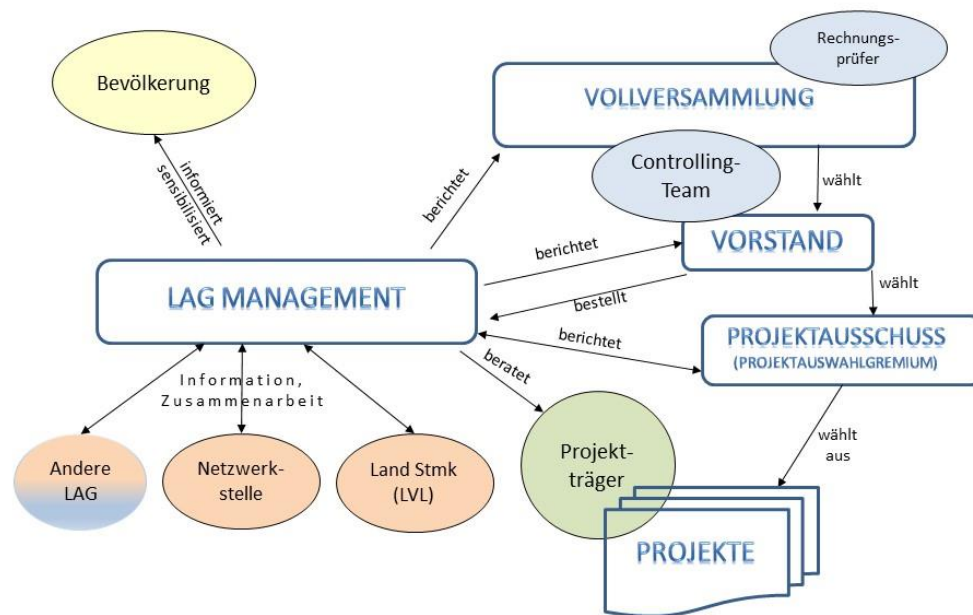 Rechnungs-
prüfer
Bevölkerung
VOLLVERSAMMLUNG
Controlling-
Team
wählt
informiert
sensibilisiert
berichtet
VORSTAND
berichtet
LAG MANAGEMENT
bestellt
wählt
berichtet
PROJEKTAUSSCHUSS
(PROJEKTAUSWAHLGREMIUM)
beratet
Information,
Zusammenarbeit
wählt
aus
Andere
LAG
Netzwerk-
stelle
Land Stmk
(LVL)
Projekt-
träger
PROJEKTE